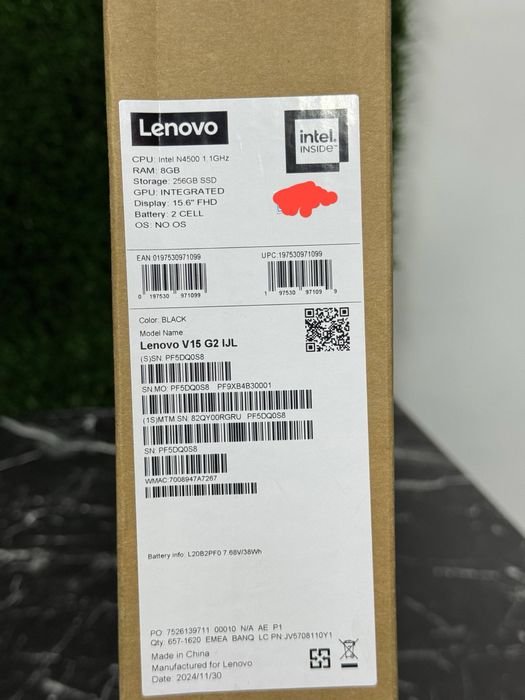 Lenovo
intel.
INSIDE™
CPU: Intel N4500 1.1GHz
RAM: 8GB
Storage: 256GB SSD
GPU: INTEGRATED
Display: 15.6" FHD
Battery: 2 CELL
OS: NO OS
EAN:0197530971099 UPC:197530971099
0 197530 971099 1 97530 97109 9
Color: BLACK
Model Name:
Lenovo V15 G2 IJL
(S)SN: PF5DQ0S8
SN.MO: PF5DQ0S8 PF9XB4B30001
(1S)MTM SN: 82QY00RGRU PF5DQ0S8
SN: PF5DQ0S8
WMAC:7008947A7267
Battery info: L20B2PF0 7.68V/38Wh
PO: 7526139711 00010 N/A AE P1
Qty: 657-1620 EMEA BANQ LC PN JV5708110Y1
Made in China
Manufactured for Lenovo
Date: 2024/11/30